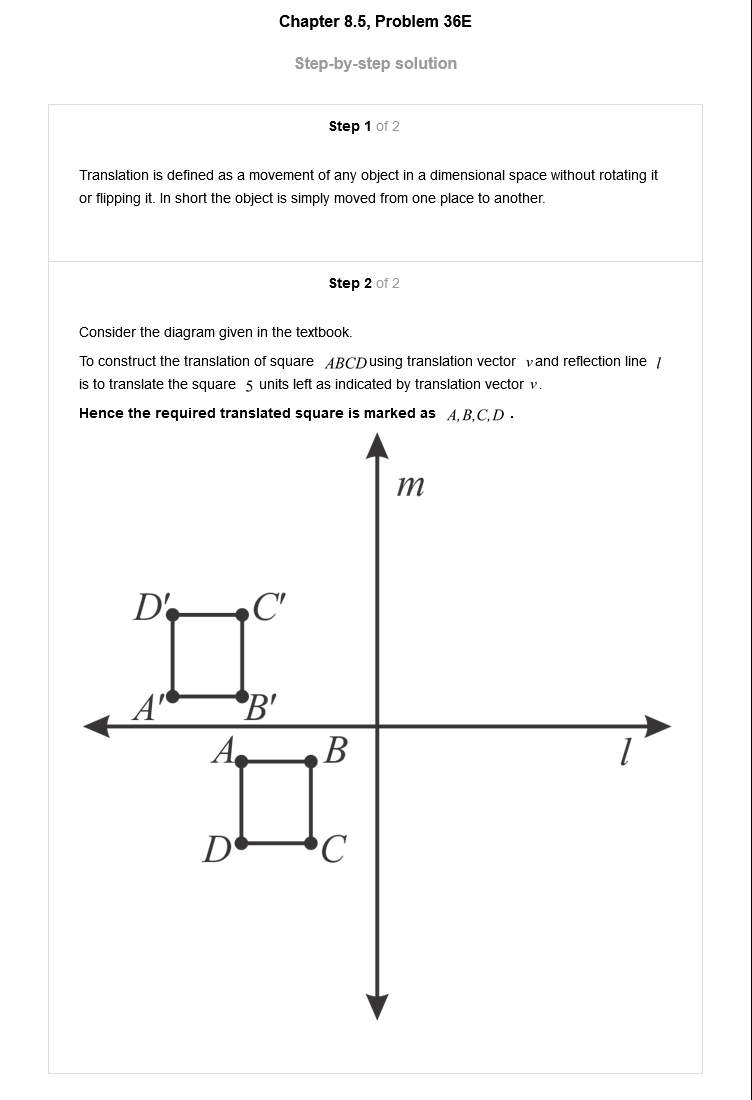 Chapter 8.5, Problem 36E
Step-by-step solution
Step 1 of 2
Translation is defined as a movement of any object in a dimensional space without rotating it
or flipping it. In short the object is simply moved from one place to another.
Step 2 of 2
Consider the diagram given in the textbook.
To construct the translation of square ABCD using translation vector v and reflection line l
is to translate the square 5 units left as indicated by translation vector v.
Hence the required translated square is marked as A,B,C,D .
m
D' C'
A' B'
A B
l
D C